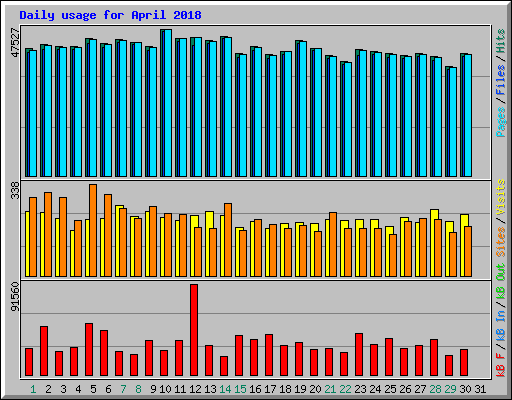 Daily usage for April 2018
47527
Pages / Files / Hits
338
Sites / Visits
91560
kB F / kB In / kB Out
1 2 3 4 5 6 7 8 9 10 11 12 13 14 15 16 17 18 19 20 21 22 23 24 25 26 27 28 29 30 31